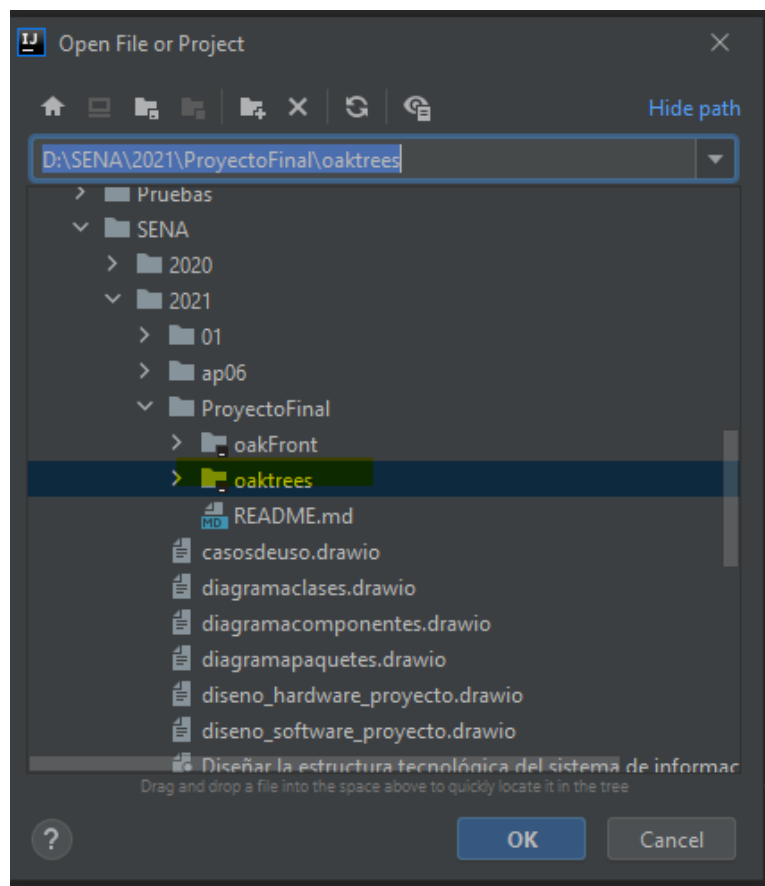 IJ Open File or Project
Hide path
D:\SENA\2021\ProyectoFinal\oaktrees
Pruebas
SENA
2020
2021
01
ap06
ProyectoFinal
oakFront
oaktrees
MD README.md
casosdeuso.drawio
diagramaclases.drawio
diagramacomponentes.drawio
diagramapaquetes.drawio
diseno_hardware_proyecto.drawio
diseno_software_proyecto.drawio
Diseñar la estructura tecnológica del sistema de informac
Drag and drop a file into the space above to quickly locate it in the tree
? OK Cancel